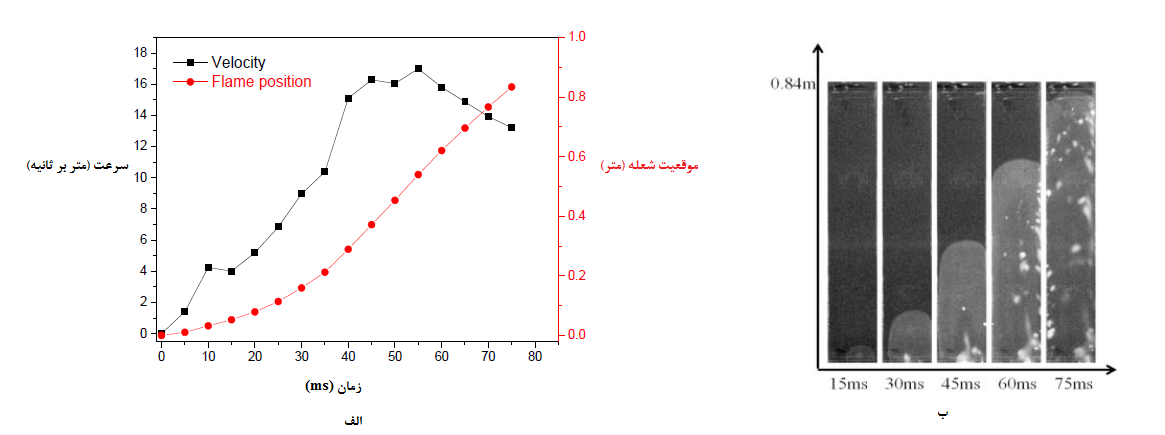 Velocity
Flame position
18
16
14
12
10
8
6
4
2
0
سرعت (متر بر ثانیه)
1.0
0.8
0.6
0.4
0.2
0.0
موقعیت شعله (متر)
0 10 20 30 40 50 60 70 80
زمان (ms)
الف
0.84m
15ms 30ms 45ms 60ms 75ms
ب